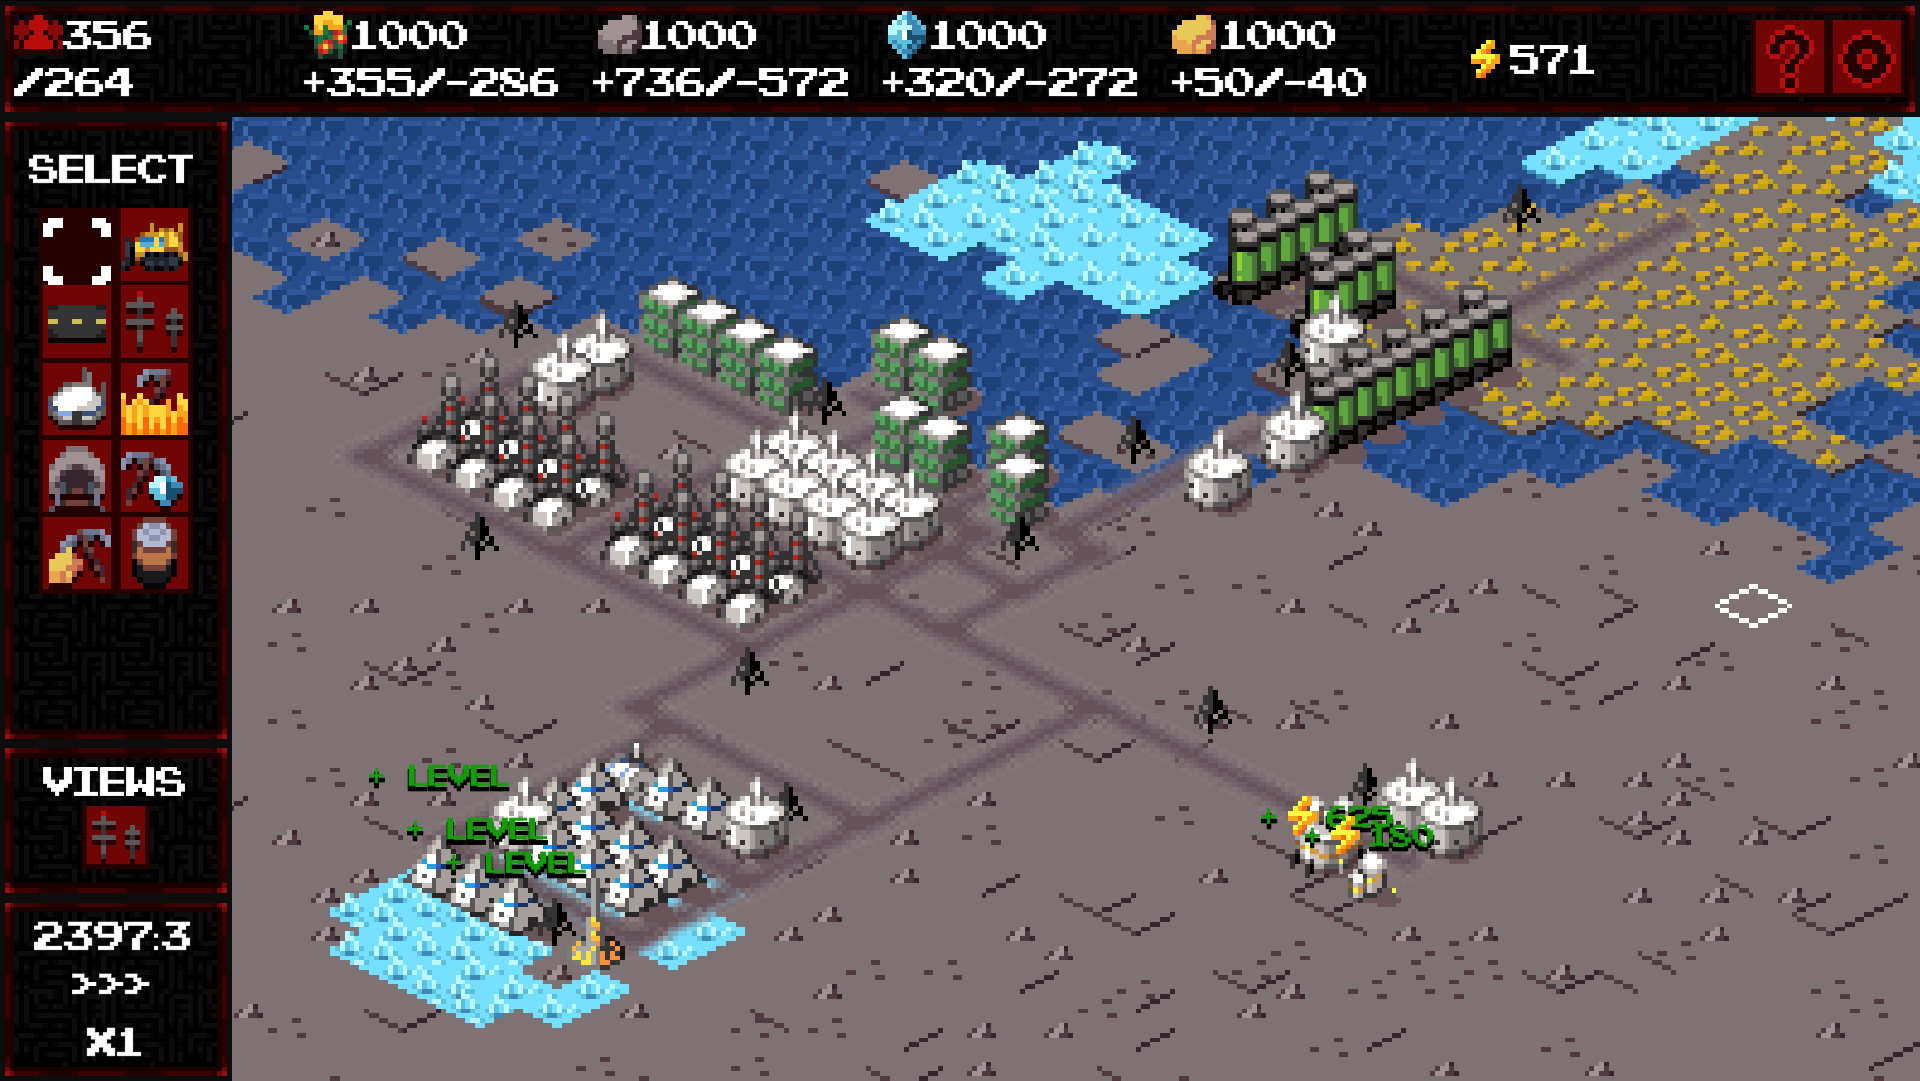 356
/264
1000
+355/-286
1000
+736/-572
1000
+320/-272
1000
+50/-40
571
?
SELECT
VIEWS
2397:3
>>>
X1
+ LEVEL
+ LEVEL
+ LEVEL
+ 625
+ ISO